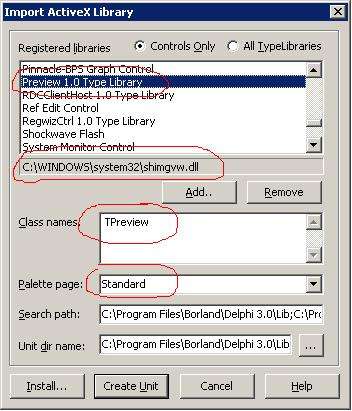 Import ActiveX Library
Registered libraries Controls Only All TypeLibraries
Pinnacle-BPS Graph Control
Preview 1.0 Type Library
RDCClientHost 1.0 Type Library
Ref Edit Control
RegwizCtrl 1.0 Type Library
Shockwave Flash
System Monitor Control
C:\WINDOWS\system32\shimgvw.dll
Add.. Remove
Class names: TPreview
Palette page: Standard
Search path: C:\Program Files\Borland\Delphi 3.0\Lib;C:\Pro
Unit dir name: C:\Program Files\Borland\Delphi 3.0\Lib ...
Install... Create Unit Cancel Help